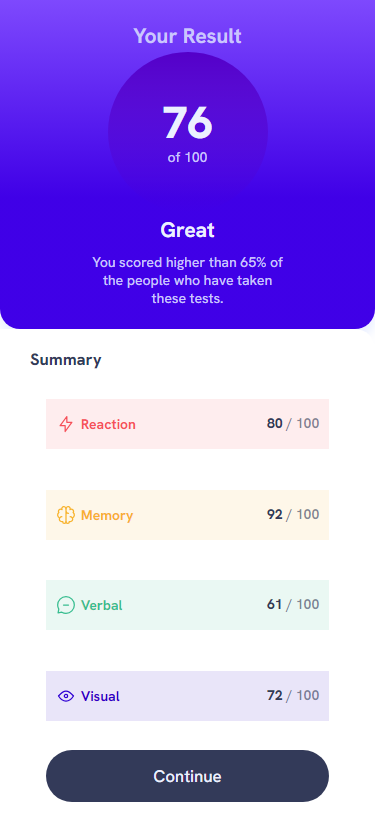 Your Result
76
of 100
Great
You scored higher than 65% of
the people who have taken
these tests.
Summary
Reaction 80 / 100
Memory 92 / 100
Verbal 61 / 100
Visual 72 / 100
Continue